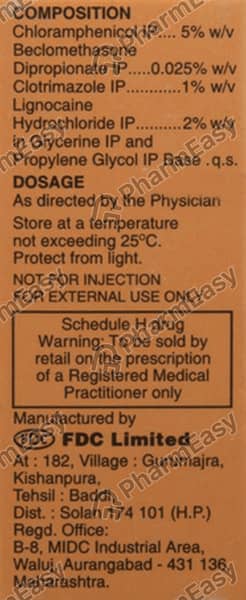 COMPOSITION
Chloramphenicol IP.... 5% w/v
Beclomethasone
Dipropionate IP.....0.025% w/v
Clotrimazole IP............1% w/v
Lignocaine
Hydrochloride IP..........2% w/v
in Glycerine IP and
Propylene Glycol IP Base .q.s.
DOSAGE
As directed by the Physician
Store at a temperature
not exceeding 25°C.
Protect from light.
NOT FOR INJECTION
FOR EXTERNAL USE ONLY
Schedule H drug
Warning: To be sold by
retail on the prescription
of a Registered Medical
Practitioner only
Manufactured by
FDC FDC Limited
At : 182, Village : Gurumajra,
Kishanpura,
Tehsil : Baddi,
Dist. : Solan 174 101 (H.P.)
Regd. Office:
B-8, MIDC Industrial Area,
Waluj, Aurangabad - 431 136,
Maharashtra.
PharmEasy
PharmEasy
PharmEasy